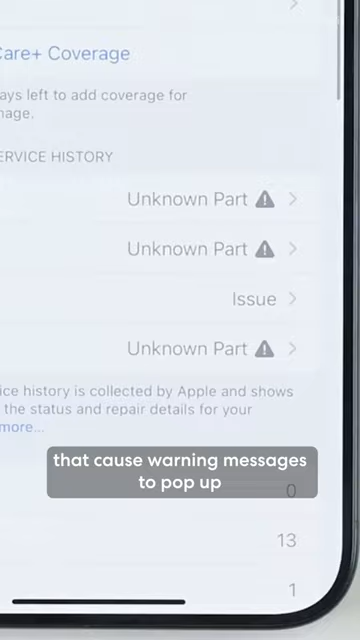 Care+ Coverage
ays left to add coverage for
nage.
ERVICE HISTORY
Unknown Part
Unknown Part
Issue
Unknown Part
ice history is collected by Apple and shows
the status and repair details for your
more...
that cause warning messages
to pop up
0
13
1